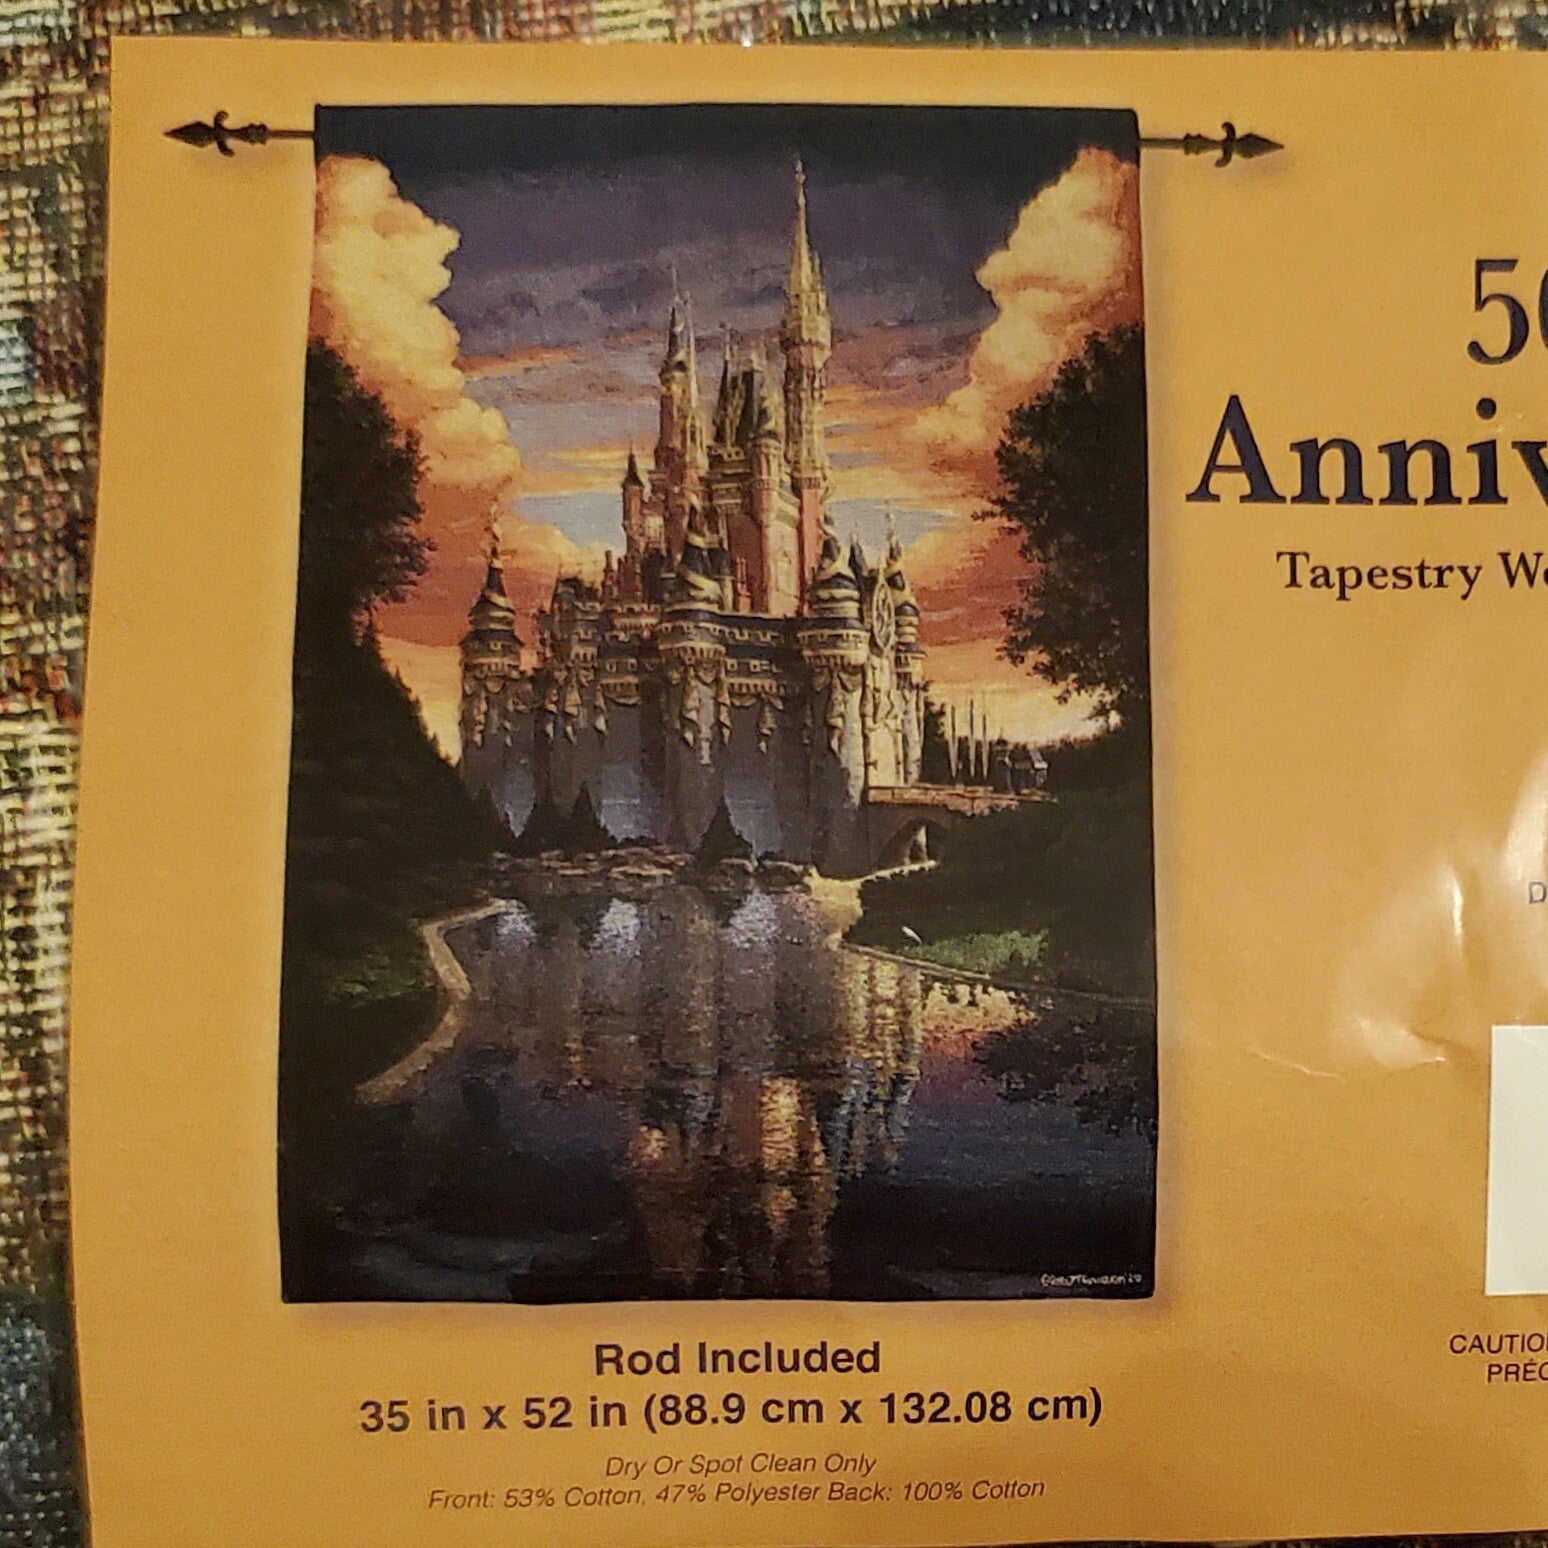 50
Anniv
Tapestry W
D
Rod Included
35 in x 52 in (88.9 cm x 132.08 cm)
Dry Or Spot Clean Only
Front: 53% Cotton, 47% Polyester Back: 100% Cotton
CAUTIO
PRÉC